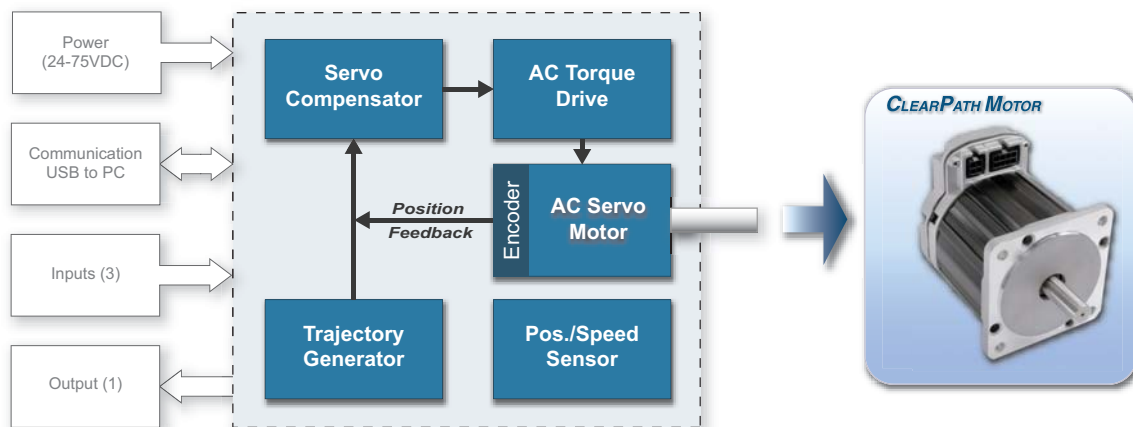 Power
(24-75VDC)
Communication
USB to PC
Inputs (3)
Output (1)
Servo
Compensator
AC Torque
Drive
Encoder
AC Servo
Motor
Position
Feedback
Trajectory
Generator
Pos./Speed
Sensor
CLEARPATH MOTOR